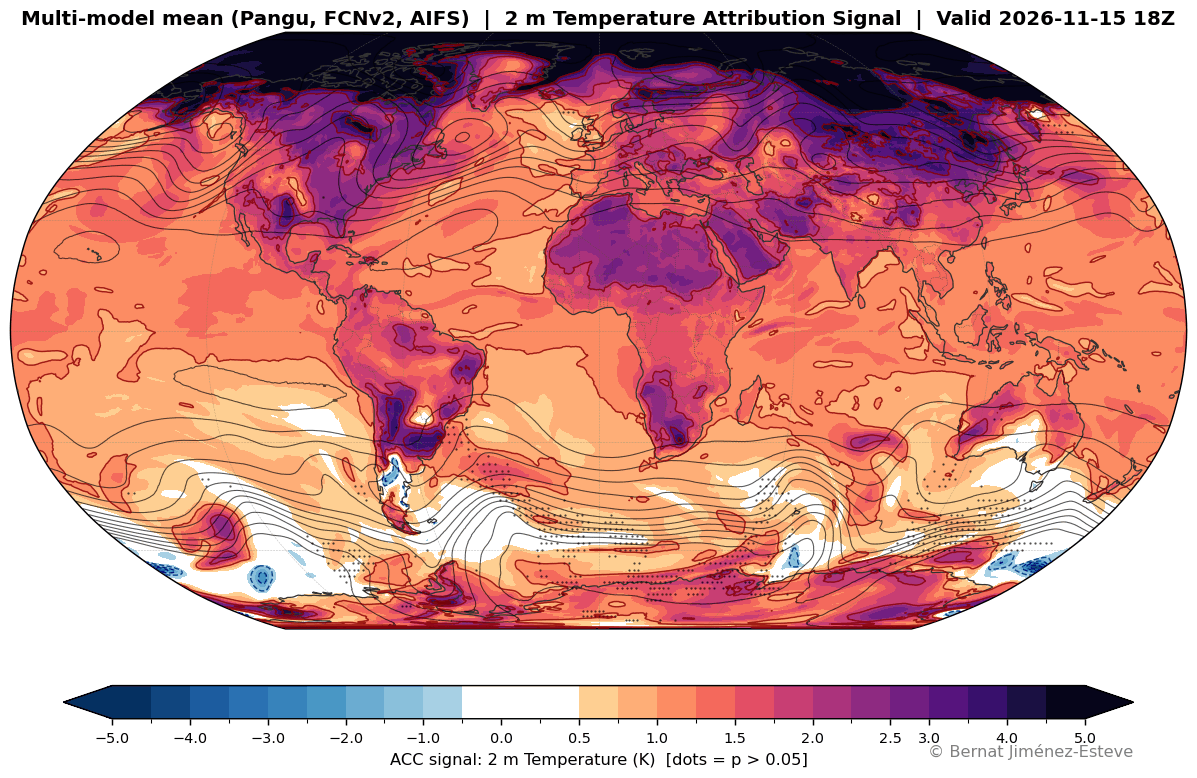 Multi-model mean (Pangu, FCNv2, AIFS) | 2 m Temperature Attribution Signal | Valid 2026-11-15 18Z
−5.0 −4.0 −3.0 −2.0 −1.0 0.0 0.5 1.0 1.5 2.0 2.5 3.0 4.0 5.0
ACC signal: 2 m Temperature (K) [dots = p > 0.05]
© Bernat Jiménez-Esteve